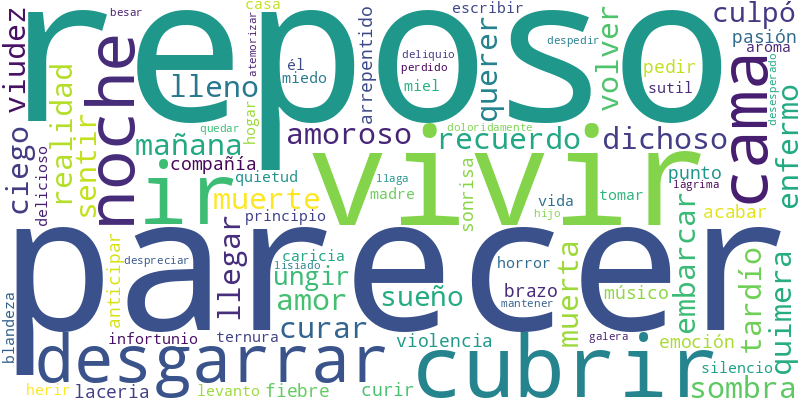 besar
casa
escribir
culpó
reposo
viudez
noche
atemorizar
él
miedo
lleno
arrepentido
deliquio
perdido
miel
querer
despedir
volver
pedir
sutil
pasión
aroma
cama
desesperado
enfermo
realidad
sentir
ciego
delicioso
quedar
hogar
mañana
compañía
amoroso
doloridamente
recuerdo
dichoso
ir
quietud
muerte
principio
llaga
madre
sonrisa
vivir
vida
hijo
punto
lágrima
tomar
acabar
parecer
llegar
anticipar
despreciar
caricia
lisiado
ungir
amor
sueño
horror
brazo
mantener
muerta
músico
embarcar
tardío
quimera
blandeza
infortunio
ternura
curar
violencia
galera
emoción
desgarrar
cubrir
silencio
herir
laceria
levanto
fiebre
curir
sombra